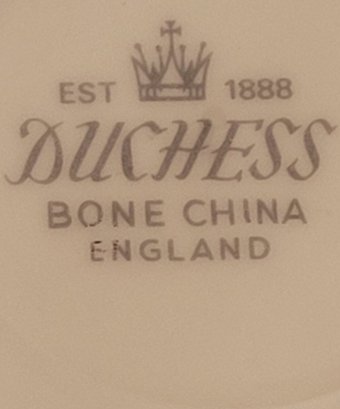 EST 1888
DUCHESS
BONE CHINA
ENGLAND